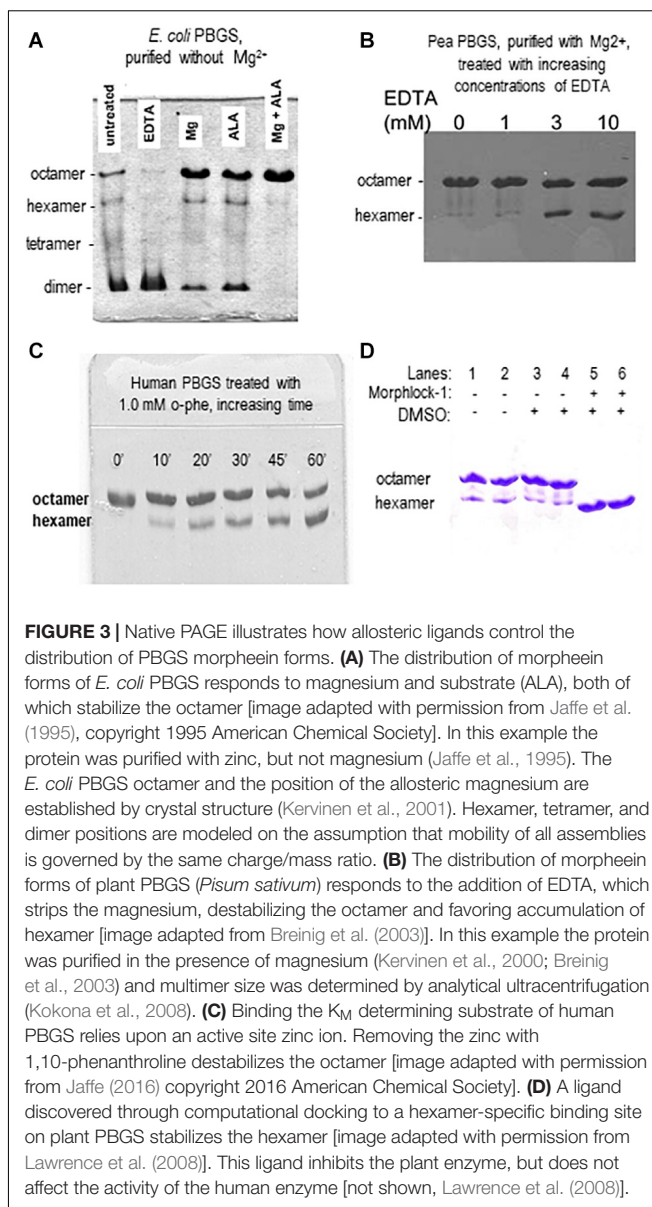 A
E. coli PBGS,
purified without Mg²⁻
untreated
EDTA
Mg
ALA
Mg + ALA
octamer -
hexamer -
tetramer -
dimer -
B
Pea PBGS, purified with Mg2+,
treated with increasing
concentrations of EDTA
EDTA
(mM) 0 1 3 10
octamer -
hexamer -
C
Human PBGS treated with
1.0 mM o-phe, increasing time
0' 10' 20' 30' 45' 60'
octamer
hexamer
D
Lanes: 1 2 3 4 5 6
Morphlock-1: - - - - + +
DMSO: - - + + + +
octamer
hexamer
FIGURE 3 | Native PAGE illustrates how allosteric ligands control the
distribution of PBGS morpheein forms. (A) The distribution of morpheein
forms of E. coli PBGS responds to magnesium and substrate (ALA), both of
which stabilize the octamer [image adapted with permission from Jaffe et al.
(1995), copyright 1995 American Chemical Society]. In this example the
protein was purified with zinc, but not magnesium (Jaffe et al., 1995). The
E. coli PBGS octamer and the position of the allosteric magnesium are
established by crystal structure (Kervinen et al., 2001). Hexamer, tetramer, and
dimer positions are modeled on the assumption that mobility of all assemblies
is governed by the same charge/mass ratio. (B) The distribution of morpheein
forms of plant PBGS (Pisum sativum) responds to the addition of EDTA, which
strips the magnesium, destabilizing the octamer and favoring accumulation of
hexamer [image adapted from Breinig et al. (2003)]. In this example the protein
was purified in the presence of magnesium (Kervinen et al., 2000; Breinig
et al., 2003) and multimer size was determined by analytical ultracentrifugation
(Kokona et al., 2008). (C) Binding the KM determining substrate of human
PBGS relies upon an active site zinc ion. Removing the zinc with
1,10-phenanthroline destabilizes the octamer [image adapted with permission
from Jaffe (2016) copyright 2016 American Chemical Society]. (D) A ligand
discovered through computational docking to a hexamer-specific binding site
on plant PBGS stabilizes the hexamer [image adapted with permission from
Lawrence et al. (2008)]. This ligand inhibits the plant enzyme, but does not
affect the activity of the human enzyme [not shown, Lawrence et al. (2008)].